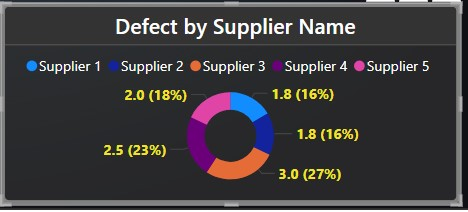 Defect by Supplier Name
Supplier 1 Supplier 2 Supplier 3 Supplier 4 Supplier 5
2.0 (18%)
1.8 (16%)
1.8 (16%)
2.5 (23%)
3.0 (27%)